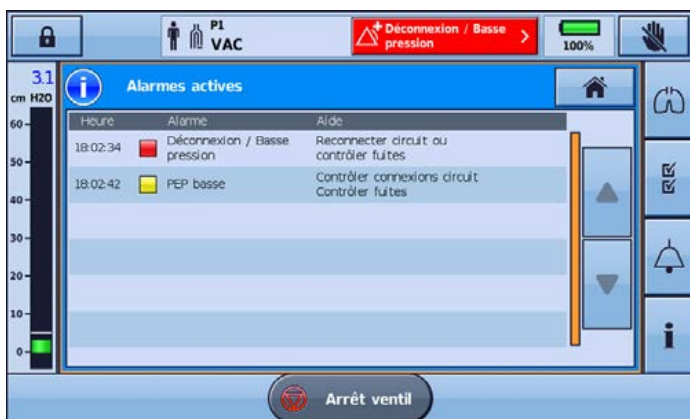 P1
VAC
Déconnexion / Basse
pression
100%
3.1
cm H2O
60
50
40
30
20
10
0
Alarmes actives
Heure Alarme Aide
18:02:34 Déconnexion / Basse pression Reconnecter circuit ou contrôler fuites
18:02:42 PEP basse Contrôler connexions circuit Contrôler fuites
i
Arrêt ventil